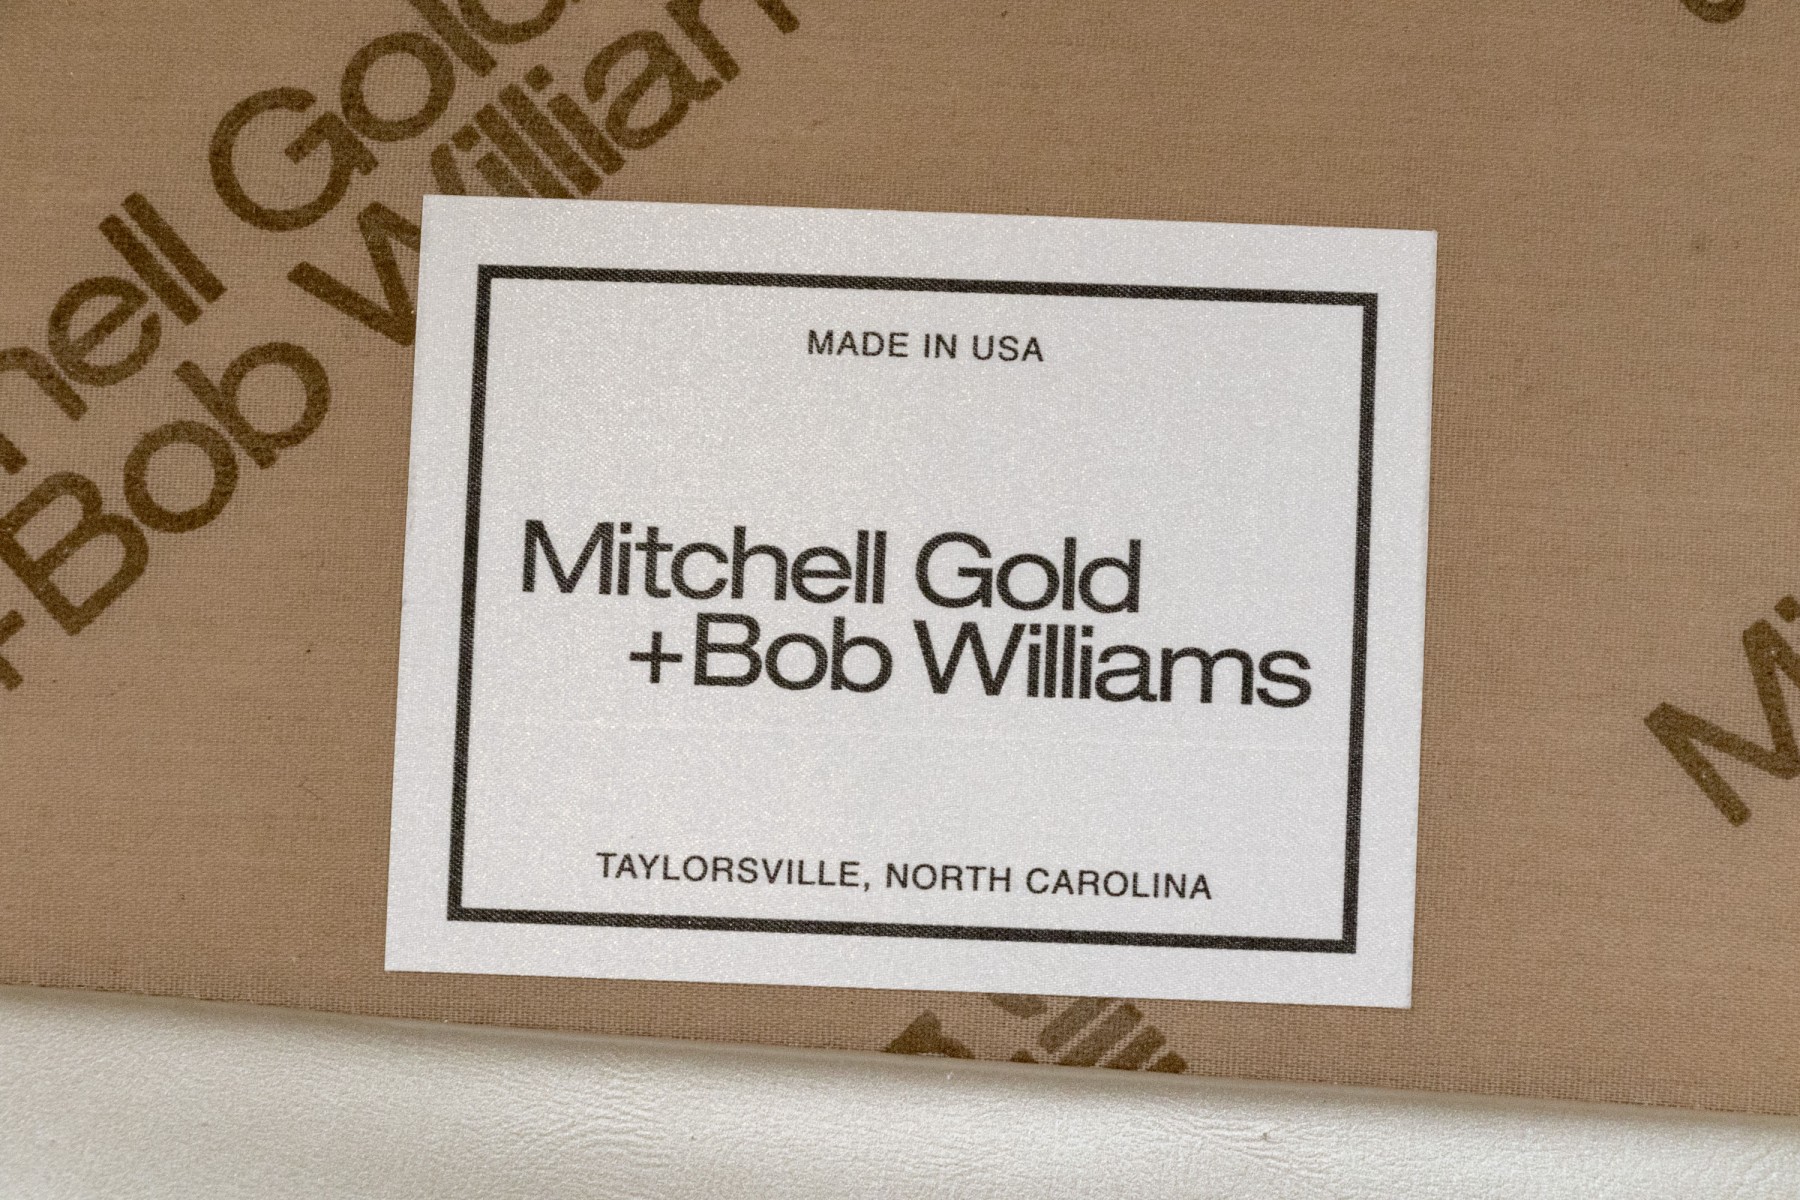 MADE IN USA
Mitchell Gold
+Bob Williams
TAYLORSVILLE, NORTH CAROLINA